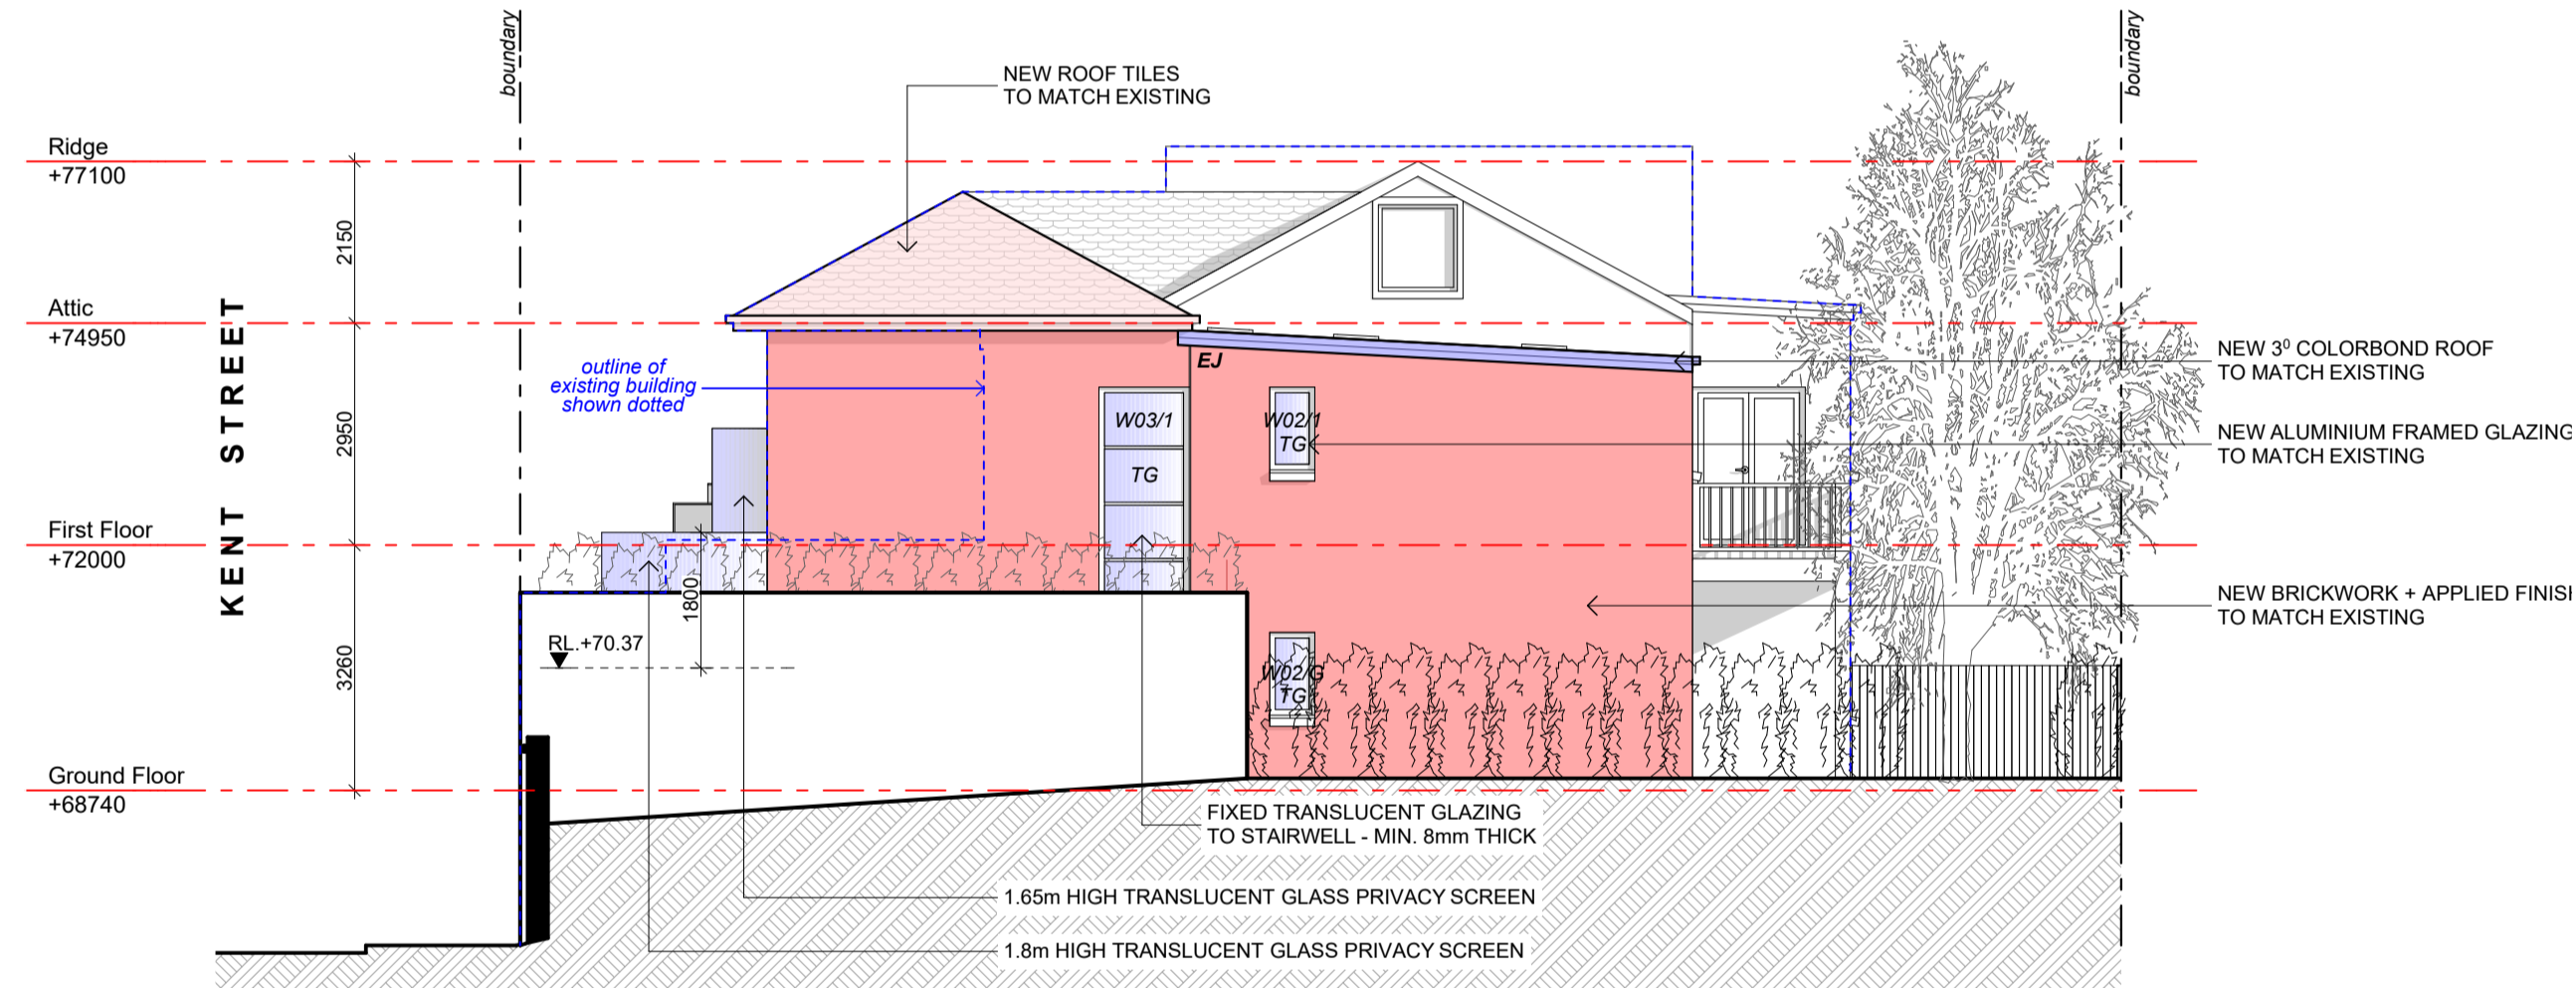 boundary
boundary
NEW ROOF TILES
TO MATCH EXISTING
Ridge
+77100
2150
Attic
+74950
KENT STREET
outline of
existing building
shown dotted
EJ
NEW 3⁰ COLORBOND ROOF
TO MATCH EXISTING
2950
W03/1
TG
W02/1
TG
NEW ALUMINIUM FRAMED GLAZING
TO MATCH EXISTING
First Floor
+72000
1800
NEW BRICKWORK + APPLIED FINISH
TO MATCH EXISTING
RL.+70.37
3260
W02/G
TG
Ground Floor
+68740
FIXED TRANSLUCENT GLAZING
TO STAIRWELL - MIN. 8mm THICK
1.65m HIGH TRANSLUCENT GLASS PRIVACY SCREEN
1.8m HIGH TRANSLUCENT GLASS PRIVACY SCREEN